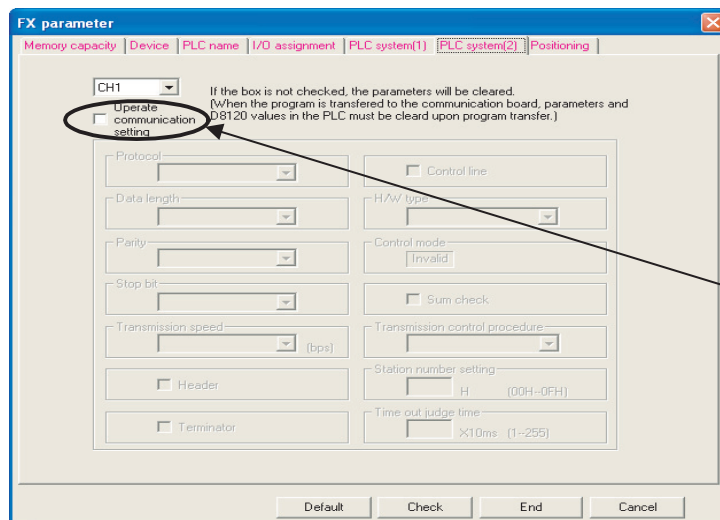 FX parameter
Memory capacity Device PLC name I/O assignment PLC system(1) PLC system(2) Positioning
CH1
If the box is not checked, the parameters will be cleared.
(When the program is transfered to the communication board, parameters and
D8120 values in the PLC must be cleard upon program transfer.)
Operate
communication
setting
Protocol
Control line
Data length
H/W type
Parity
Control mode
Invalid
Stop bit
Sum check
Transmission speed
(bps)
Transmission control procedure
Header
Station number setting
H (00H--0FH)
Terminator
Time out judge time
X10ms (1--255)
Default Check End Cancel